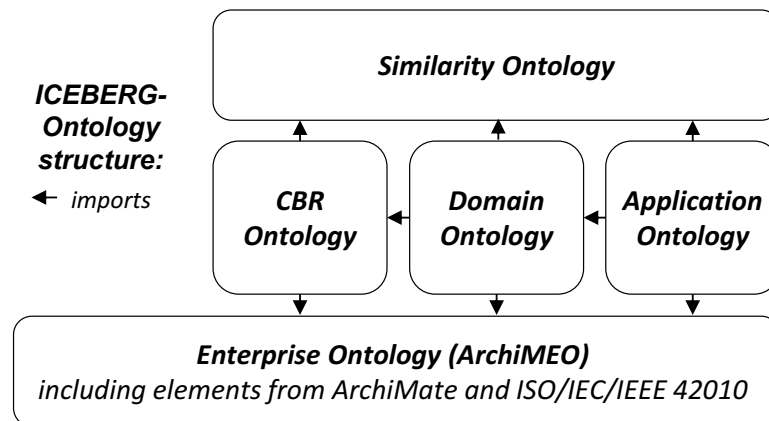 Similarity Ontology
ICEBERG-
Ontology
structure:
imports
CBR
Ontology
Domain
Ontology
Application
Ontology
Enterprise Ontology (ArchiMEO)
including elements from ArchiMate and ISO/IEC/IEEE 42010